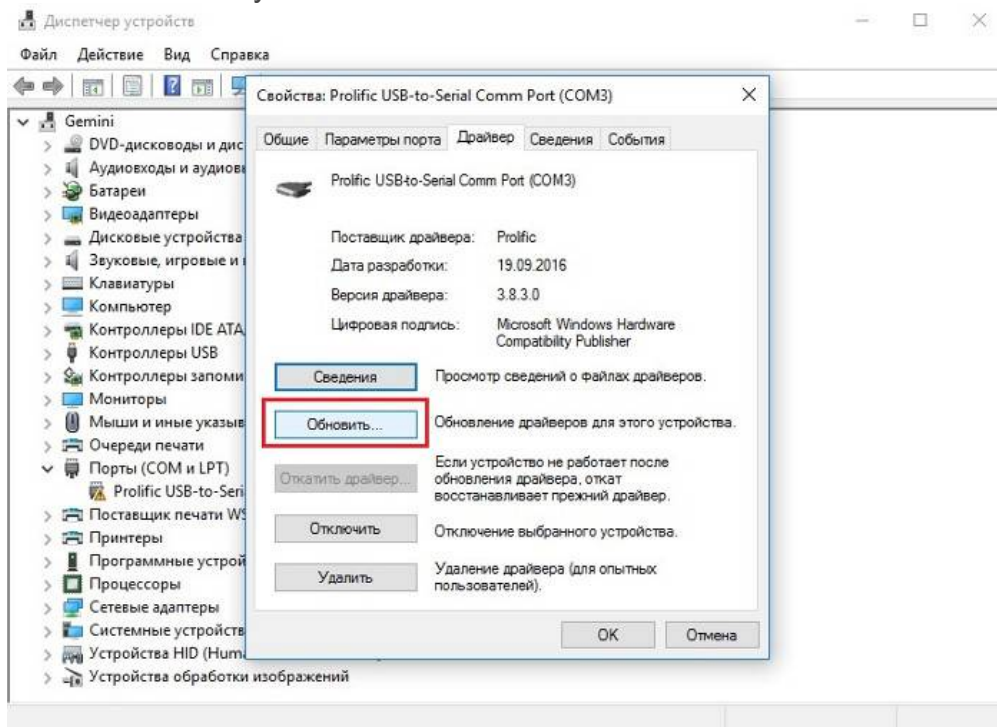 Диспетчер устройств
Файл Действие Вид Справка
Gemini
DVD-дисководы и дис
Аудиовходы и аудиов
Батареи
Видеоадаптеры
Дисковые устройства
Звуковые, игровые и
Клавиатуры
Компьютер
Контроллеры IDE ATA
Контроллеры USB
Контроллеры запоми
Мониторы
Мыши и иные указыв
Очереди печати
Порты (COM и LPT)
Prolific USB-to-Seri
Поставщик печати WS
Принтеры
Программные устрой
Процессоры
Сетевые адаптеры
Системные устройств
Устройства HID (Hum
Устройства обработки изображений
Свойства: Prolific USB-to-Serial Comm Port (COM3)
Общие Параметры порта Драйвер Сведения События
Prolific USB-to-Serial Comm Port (COM3)
Поставщик драйвера: Prolific
Дата разработки: 19.09.2016
Версия драйвера: 3.8.3.0
Цифровая подпись: Microsoft Windows Hardware
Compatibility Publisher
Сведения Просмотр сведений о файлах драйверов.
Обновить... Обновление драйверов для этого устройства.
Откатить драйвер... Если устройство не работает после
обновления драйвера, откат
восстанавливает прежний драйвер.
Отключить Отключение выбранного устройства.
Удалить Удаление драйвера (для опытных
пользователей).
OK Отмена